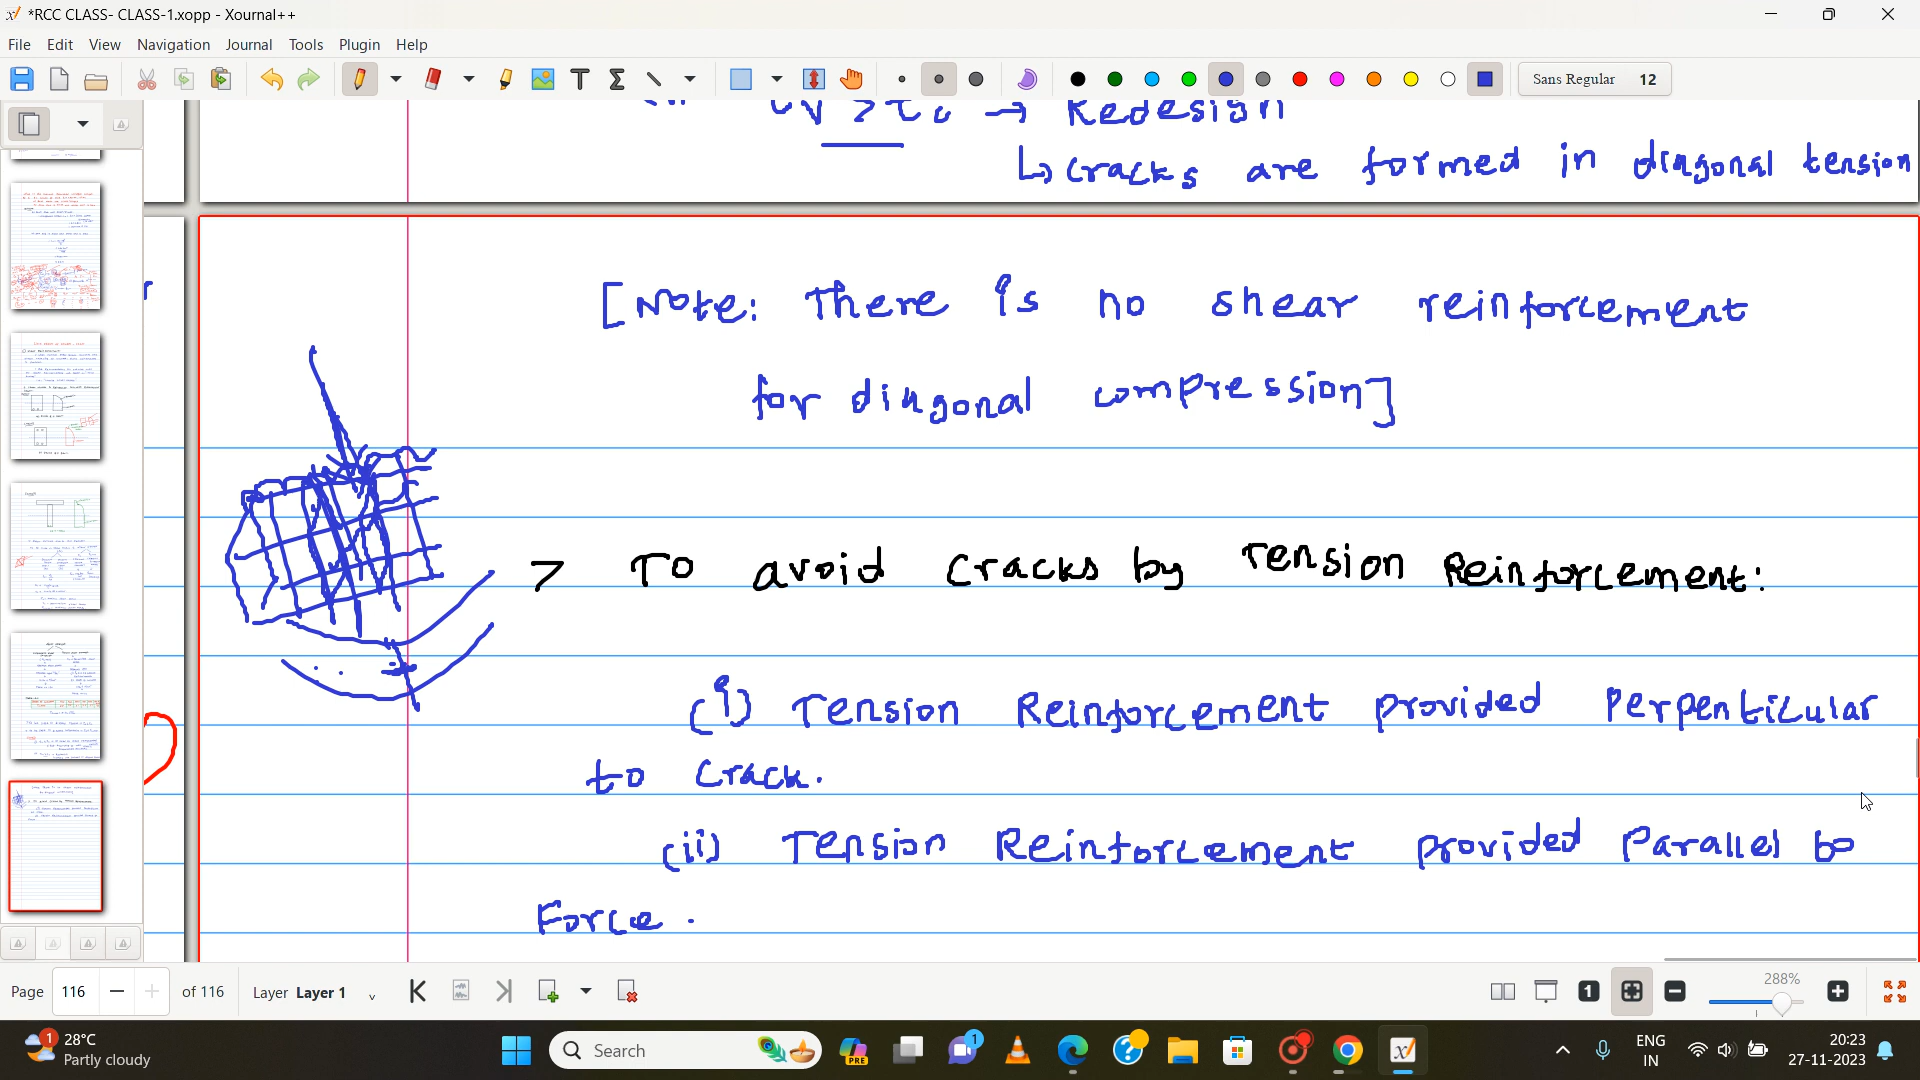 *RCC CLASS- CLASS-1.xopp - Xournal++
File Edit View Navigation Journal Tools Plugin Help
Sans Regular 12
→ Redesign
↳ cracks are formed in diagonal tension
[Note: There is no shear reinforcement
for diagonal compression]
> To avoid cracks by Tension Reinforcement:
(i) Tension Reinforcement provided Perpenticular
to crack.
(ii) Tension Reinforcement provided Parallel to
Force.
Page 116 of 116 Layer Layer 1 288%
28°C
Partly cloudy
Search
PRE
ENG
IN
20:23
27-11-2023